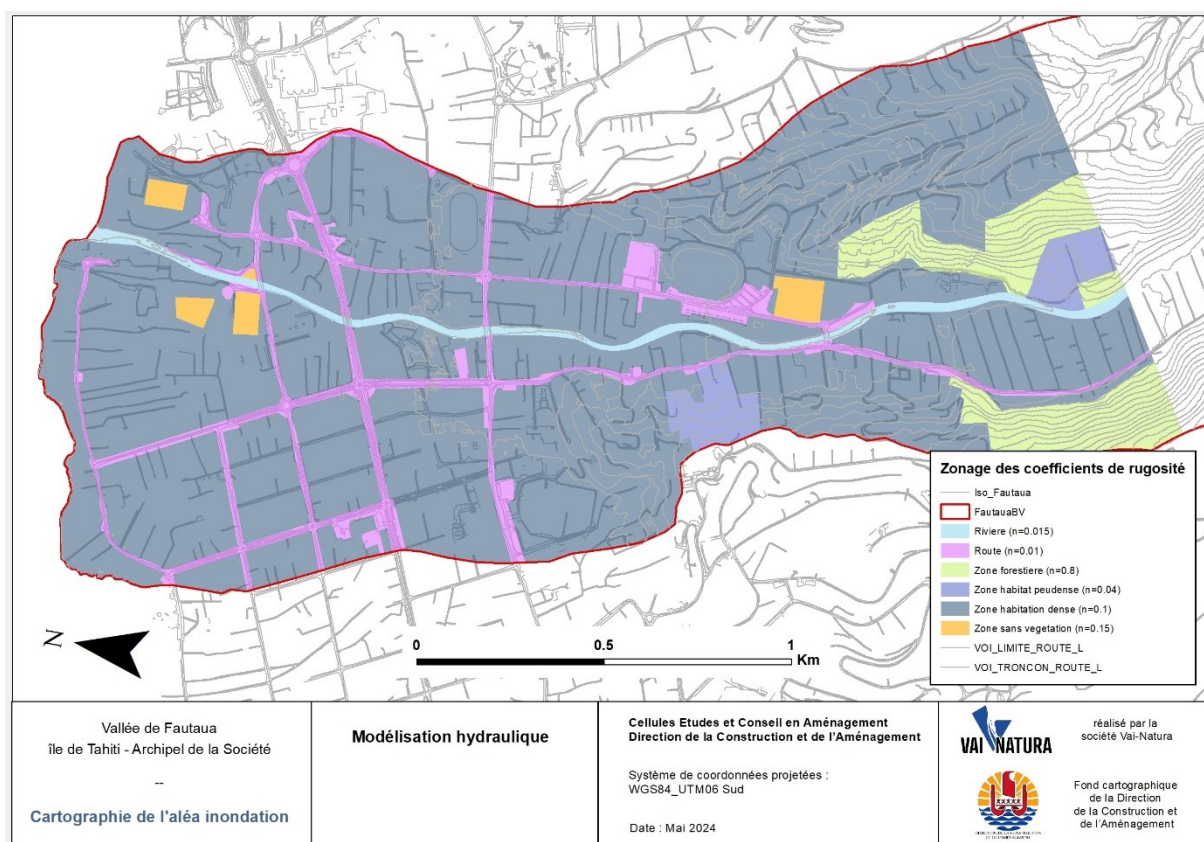 Zonage des coefficients de rugosité
Iso_Fautaua
FautauaBV
Riviere (n=0.015)
Route (n=0.01)
Zone forestiere (n=0.8)
Zone habitat peudense (n=0.04)
Zone habitation dense (n=0.1)
Zone sans vegetation (n=0.15)
VOI_LIMITE_ROUTE_L
VOI_TRONCON_ROUTE_L
N
0 0.5 1
Km
Vallée de Fautaua
île de Tahiti - Archipel de la Société
--
Cartographie de l'aléa inondation
Modélisation hydraulique
Cellules Etudes et Conseil en Aménagement
Direction de la Construction et de l'Aménagement
Système de coordonnées projetées :
WGS84_UTM06 Sud
Date : Mai 2024
VAI NATURA
réalisé par la
société Vai-Natura
Fond cartographique
de la Direction
de la Construction et
de l'Aménagement